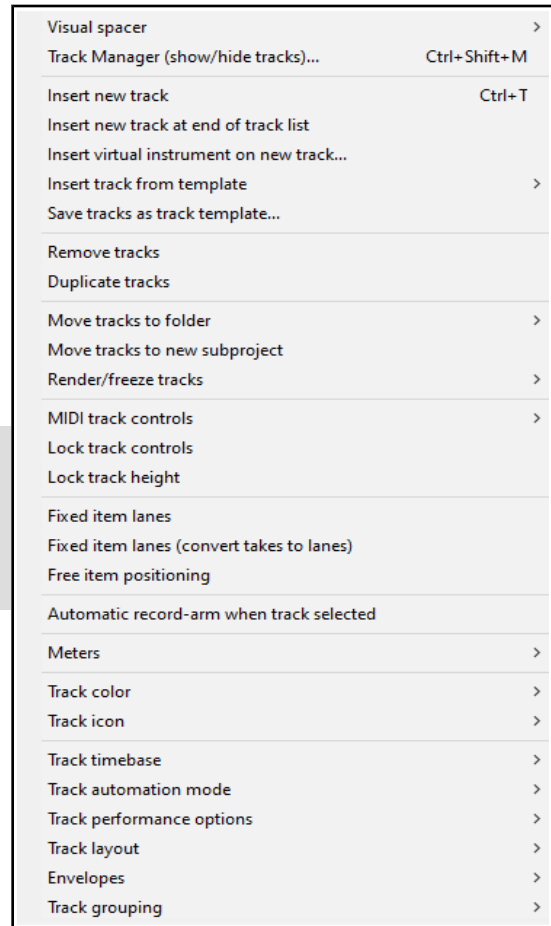 Visual spacer
Track Manager (show/hide tracks)... Ctrl+Shift+M
Insert new track Ctrl+T
Insert new track at end of track list
Insert virtual instrument on new track...
Insert track from template
Save tracks as track template...
Remove tracks
Duplicate tracks
Move tracks to folder
Move tracks to new subproject
Render/freeze tracks
MIDI track controls
Lock track controls
Lock track height
Fixed item lanes
Fixed item lanes (convert takes to lanes)
Free item positioning
Automatic record-arm when track selected
Meters
Track color
Track icon
Track timebase
Track automation mode
Track performance options
Track layout
Envelopes
Track grouping